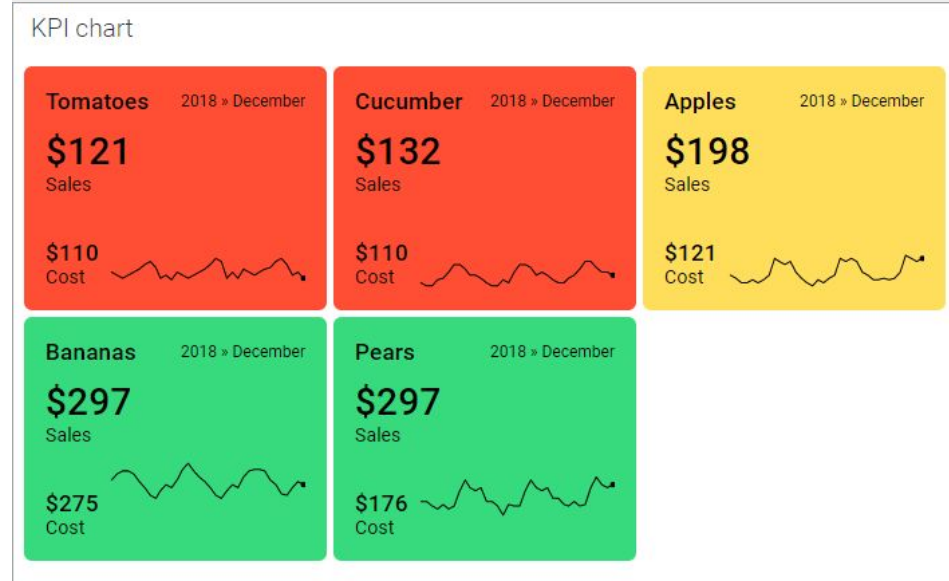 KPI chart
Tomatoes 2018 » December
$121
Sales
$110
Cost
Cucumber 2018 » December
$132
Sales
$110
Cost
Apples 2018 » December
$198
Sales
$121
Cost
Bananas 2018 » December
$297
Sales
$275
Cost
Pears 2018 » December
$297
Sales
$176
Cost